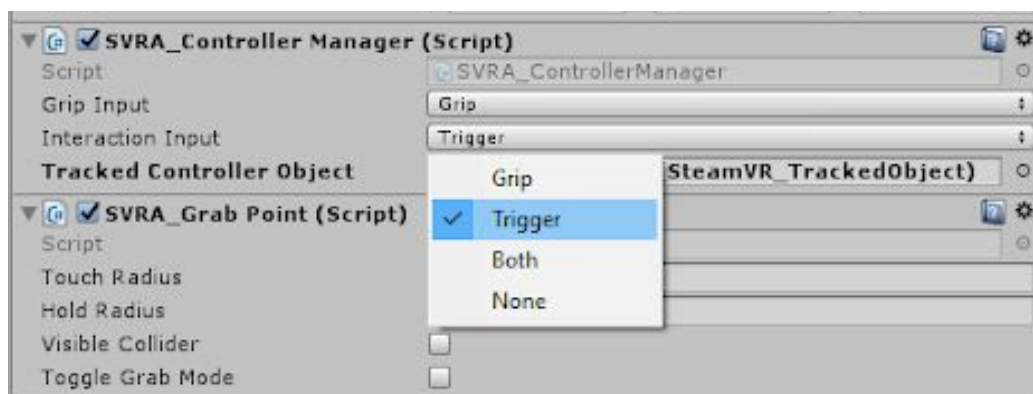 SVRA_Controller Manager (Script)
Script SVRA_ControllerManager
Grip Input Grip
Interaction Input Trigger
Tracked Controller Object SteamVR_TrackedObject)
Grip
SVRA_Grab Point (Script) Trigger
Script
Both
Touch Radius
None
Hold Radius
Visible Collider
Toggle Grab Mode